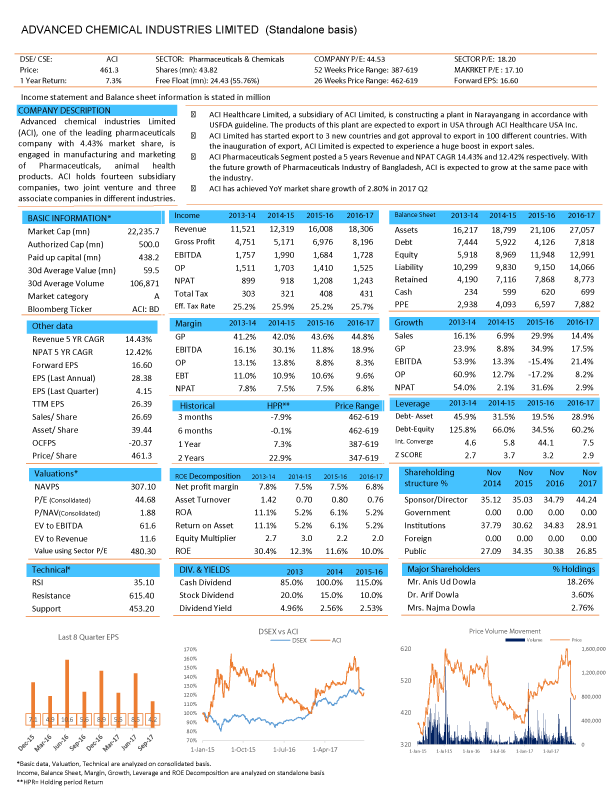 ADVANCED CHEMICAL INDUSTRIES LIMITED (Standalone basis)
DSE/ CSE: ACI SECTOR: Pharmaceuticals & Chemicals COMPANY P/E: 44.53 SECTOR P/E: 18.20
Price: 461.3 Shares (mn): 43.82 52 Weeks Price Range: 387-619 MAKRKET P/E : 17.10
1 Year Return: 7.3% Free Float (mn): 24.43 (55.76%) 26 Weeks Price Range: 462-619 Forward EPS: 16.60
Income statement and Balance sheet information is stated in million
COMPANY DESCRIPTION
Advanced chemical industries Limited
(ACI), one of the leading pharmaceuticals
company with 4.43% market share, is
engaged in manufacturing and marketing
of Pharmaceuticals, animal health
products. ACI holds fourteen subsidiary
companies, two joint venture and three
associate companies in different industries.
ACI Healthcare Limited, a subsidiary of ACI Limited, is constructing a plant in Narayangang in accordance with
USFDA guideline. The products of this plant are expected to export in USA through ACI Healthcare USA Inc.
ACI Limited has started export to 3 new countries and got approval to export in 100 different countries. With
the inauguration of export, ACI Limited is expected to experience a huge boost in export sales.
ACI Pharmaceuticals Segment posted a 5 years Revenue and NPAT CAGR 14.43% and 12.42% respectively. With
the future growth of Pharmaceutical Industry of Bangladesh, ACI is expected to grow at the same pace with
the industry.
ACI has achieved YoY market share growth of 2.80% in 2017 Q2
BASIC INFORMATION*
Market Cap (mn) 22,235.7
Authorized Cap (mn) 500.0
Paid up capital (mn) 438.2
30d Average Value (mn) 59.5
30d Average Volume 106,871
Market category A
Bloomberg Ticker ACI: BD
Income 2013-14 2014-15 2015-16 2016-17
Revenue 11,521 12,319 16,008 18,306
Gross Profit 4,751 5,171 6,976 8,196
EBITDA 1,757 1,990 1,684 1,728
OP 1,511 1,703 1,410 1,525
NPAT 899 918 1,208 1,243
Total Tax 303 321 408 431
Eff. Tax Rate 25.2% 25.9% 25.2% 25.7%
Balance Sheet 2013-14 2014-15 2015-16 2016-17
Assets 16,217 18,799 21,106 27,057
Debt 7,444 5,922 4,126 7,818
Equity 5,918 8,969 11,948 12,991
Liability 10,299 9,830 9,150 14,066
Retained 4,190 7,116 7,868 8,773
Cash 234 599 620 699
PPE 2,938 4,093 6,597 7,882
Other data
Revenue 5 YR CAGR 14.43%
NPAT 5 YR CAGR 12.42%
Forward EPS 16.60
EPS (Last Annual) 28.38
EPS (Last Quarter) 4.15
TTM EPS 26.39
Sales/ Share 26.69
Asset/ Share 39.44
OCFPS -20.37
Price/ Share 461.3
Margin 2013-14 2014-15 2015-16 2016-17
GP 41.2% 42.0% 43.6% 44.8%
EBITDA 16.1% 30.1% 11.8% 18.9%
OP 13.1% 13.8% 8.8% 8.3%
EBT 11.0% 10.9% 10.6% 9.6%
NPAT 7.8% 7.5% 7.5% 6.8%
Growth 2013-14 2014-15 2015-16 2016-17
Sales 16.1% 6.9% 29.9% 14.4%
GP 23.9% 8.8% 34.9% 17.5%
EBITDA 53.9% 13.3% -15.4% 21.4%
OP 60.9% 12.7% -17.2% 8.2%
NPAT 54.0% 2.1% 31.6% 2.9%
Historical HPR** Price Range
3 months -7.9% 462-619
6 months -0.1% 462-619
1 Year 7.3% 387-619
2 Years 22.9% 347-619
Leverage 2013-14 2014-15 2015-16 2016-17
Debt- Asset 45.9% 31.5% 19.5% 28.9%
Debt-Equity 125.8% 66.0% 34.5% 60.2%
Int. Converge 4.6 5.8 44.1 7.5
Z SCORE 2.7 3.7 3.2 2.9
Valuations*
NAVPS 307.10
P/E (Consolidated) 44.68
P/NAV(Consolidated) 1.88
EV to EBITDA 61.6
EV to Revenue 11.6
Value using Sector P/E 480.30
ROE Decomposition 2013-14 2014-15 2015-16 2016-17
Net profit margin 7.8% 7.5% 7.5% 6.8%
Asset Turnover 1.42 0.70 0.80 0.76
ROA 11.1% 5.2% 6.1% 5.2%
Return on Asset 11.1% 5.2% 6.1% 5.2%
Equity Multiplier 2.7 3.0 2.2 2.0
ROE 30.4% 12.3% 11.6% 10.0%
Shareholding structure % Nov 2014 Nov 2015 Nov 2016 Nov 2017
Sponsor/Director 35.12 35.03 34.79 44.24
Government 0.00 0.00 0.00 0.00
Institutions 37.79 30.62 34.83 28.91
Foreign 0.00 0.00 0.00 0.00
Public 27.09 34.35 30.38 26.85
Technical*
RSI 35.10
Resistance 615.40
Support 453.20
DIV. & YIELDS 2013 2014 2015-16
Cash Dividend 85.0% 100.0% 115.0%
Stock Dividend 20.0% 15.0% 10.0%
Dividend Yield 4.96% 2.56% 2.53%
Major Shareholders % Holdings
Mr. Anis Ud Dowla 18.26%
Dr. Arif Dowla 3.60%
Mrs. Najma Dowla 2.76%
Last 8 Quarter EPS
7.1 4.9 10.6 5.6 8.9 5.6 8.5 4.2
Dec-15 Mar-16 Jun-16 Sep-16 Dec-16 Mar-17 Jun-17 Sep-17
DSEX vs ACI
DSEX ACI
170%
160%
150%
140%
130%
120%
110%
100%
90%
80%
70%
1-Jan-15 1-Oct-15 1-Jul-16 1-Apr-17
Price Volume Movement
Volume Price
620 1,600,000
520 1,200,000
800,000
420
400,000
320 0
1-Jan-15 1-Jul-15 1-Jan-16 1-Jul-16 1-Jan-17 1-Jul-17
*Basic data, Valuation, Technical are analyzed on consolidated basis.
Income, Balance Sheet, Margin, Growth, Leverage and ROE Decomposition are analyzed on standalone basis
**HPR= Holding period Return